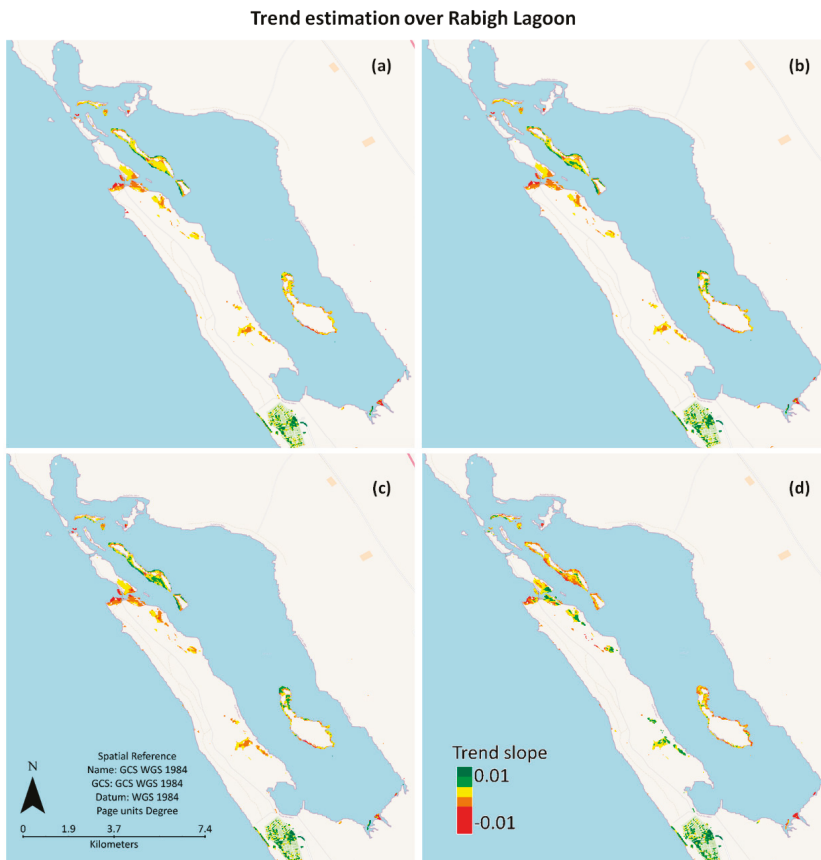 Trend estimation over Rabigh Lagoon
(a)
(b)
(c)
(d)
Spatial Reference
Name: GCS WGS 1984
GCS: GCS WGS 1984
Datum: WGS 1984
Page units Degree
N
0 1.9 3.7 7.4
Kilometers
Trend slope
0.01
-0.01